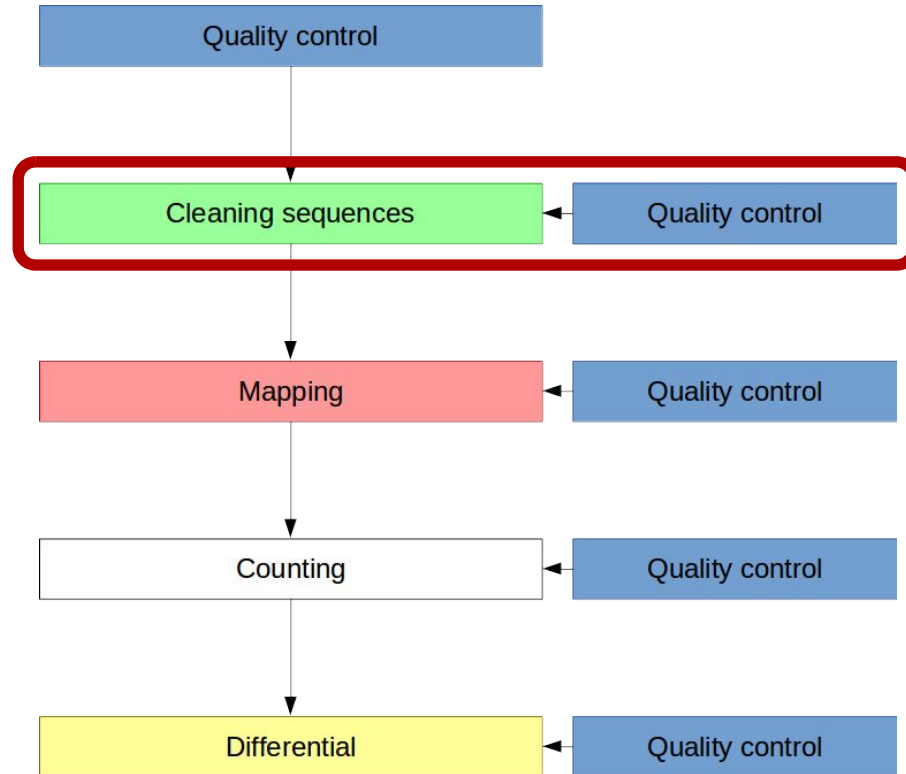 Quality control
Cleaning sequences
Quality control
Mapping
Quality control
Counting
Quality control
Differential
Quality control